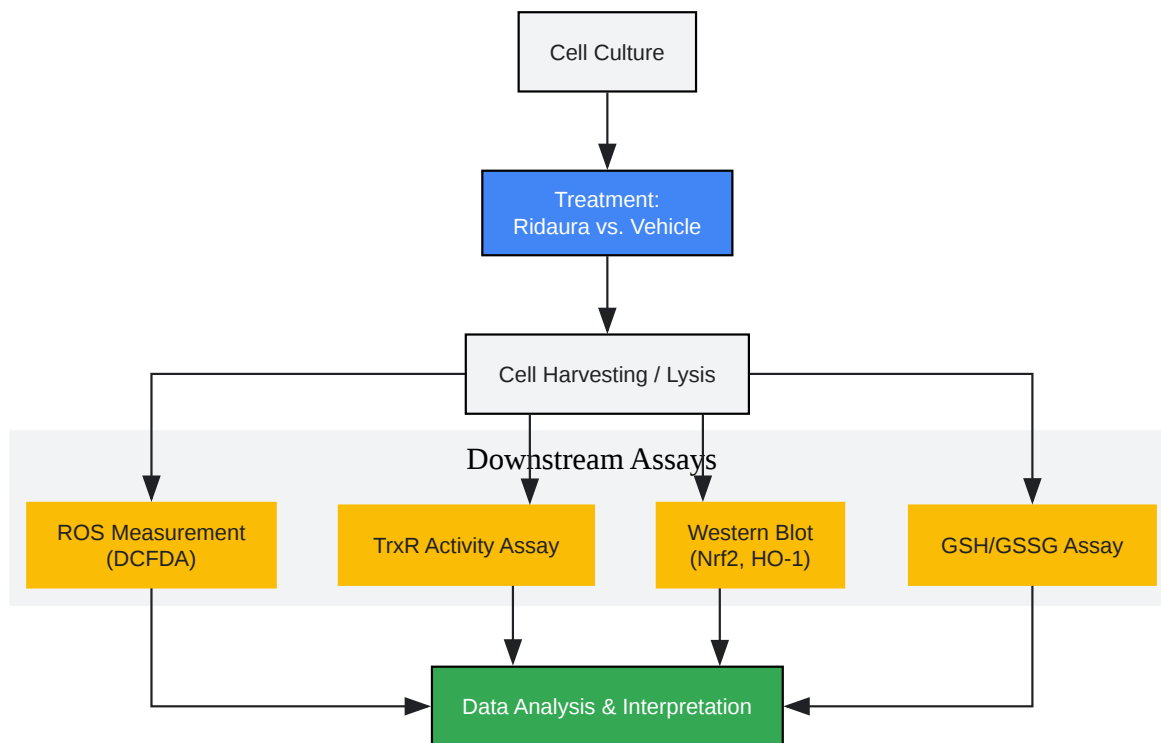 Cell Culture
Treatment:
Ridaura vs. Vehicle
Cell Harvesting / Lysis
Downstream Assays
ROS Measurement
(DCFDA)
TrxR Activity Assay
Western Blot
(Nrf2, HO-1)
GSH/GSSG Assay
Data Analysis & Interpretation